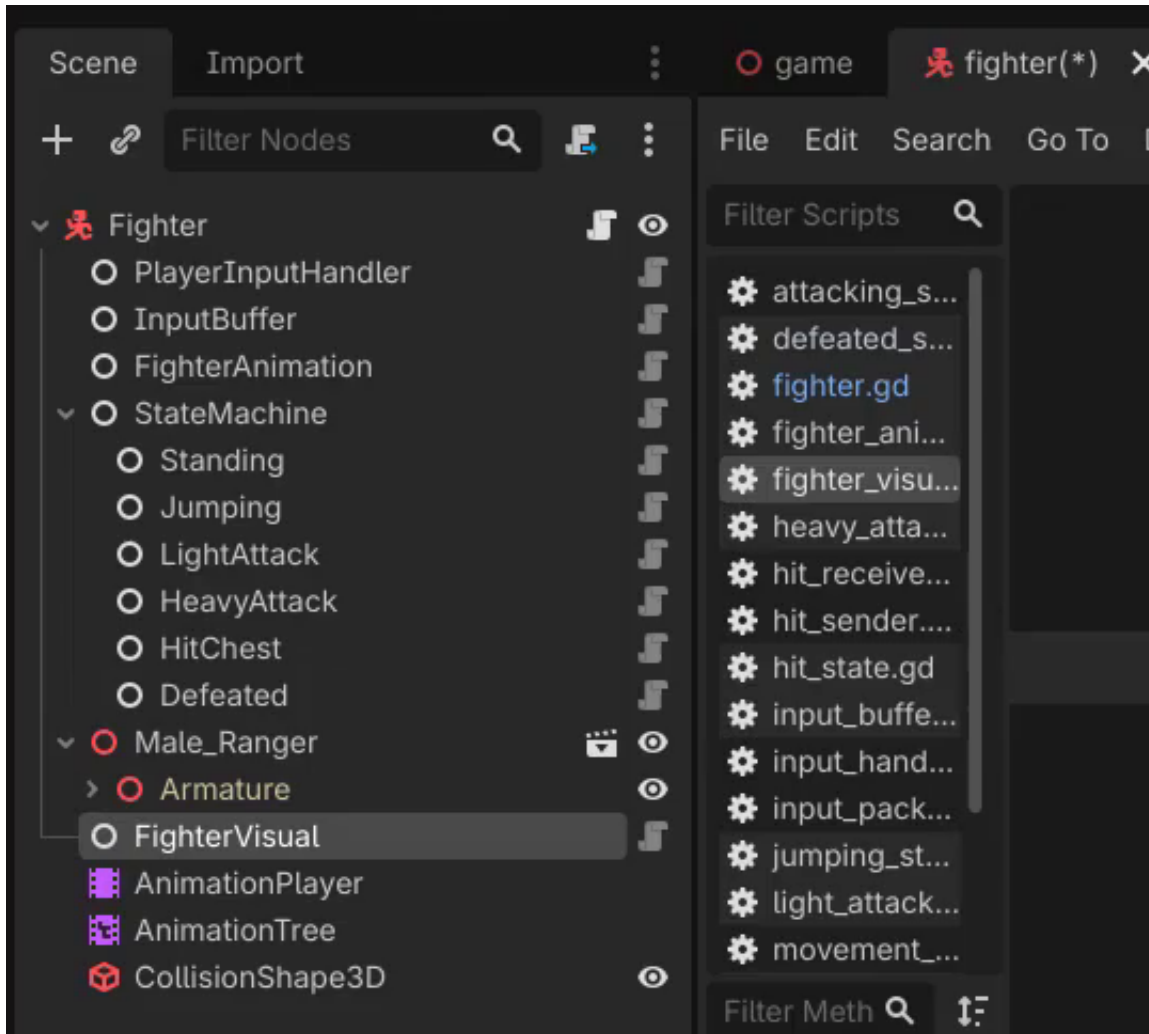 Scene Import
Filter Nodes
Fighter
PlayerInputHandler
InputBuffer
FighterAnimation
StateMachine
Standing
Jumping
LightAttack
HeavyAttack
HitChest
Defeated
Male_Ranger
Armature
FighterVisual
AnimationPlayer
AnimationTree
CollisionShape3D
game fighter(*)
File Edit Search Go To
Filter Scripts
attacking_s...
defeated_s...
fighter.gd
fighter_ani...
fighter_visu...
heavy_atta...
hit_receive...
hit_sender....
hit_state.gd
input_buffe...
input_hand...
input_pack...
jumping_st...
light_attack...
movement_...
Filter Meth